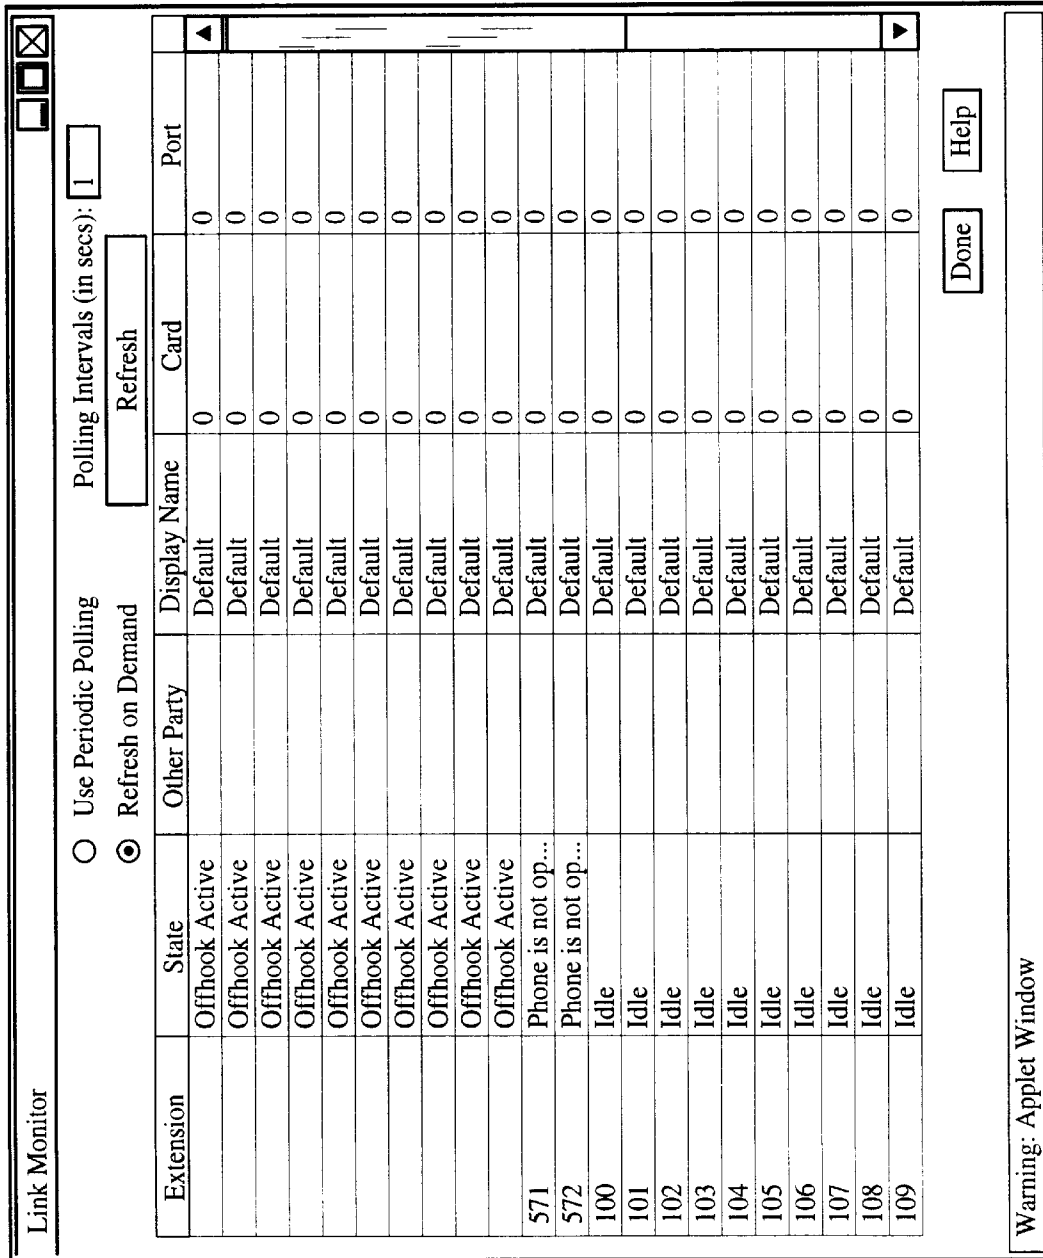 Link Monitor
Use Periodic Polling Polling Intervals (in secs): 1
Refresh on Demand Refresh
Extension State Other Party Display Name Card Port
Offhook Active Default 0 0
Offhook Active Default 0 0
Offhook Active Default 0 0
Offhook Active Default 0 0
Offhook Active Default 0 0
Offhook Active Default 0 0
Offhook Active Default 0 0
Offhook Active Default 0 0
Offhook Active Default 0 0
Offhook Active Default 0 0
571 Phone is not op... Default 0 0
572 Phone is not op... Default 0 0
100 Idle Default 0 0
101 Idle Default 0 0
102 Idle Default 0 0
103 Idle Default 0 0
104 Idle Default 0 0
105 Idle Default 0 0
106 Idle Default 0 0
107 Idle Default 0 0
108 Idle Default 0 0
109 Idle Default 0 0
Done Help
Warning: Applet Window